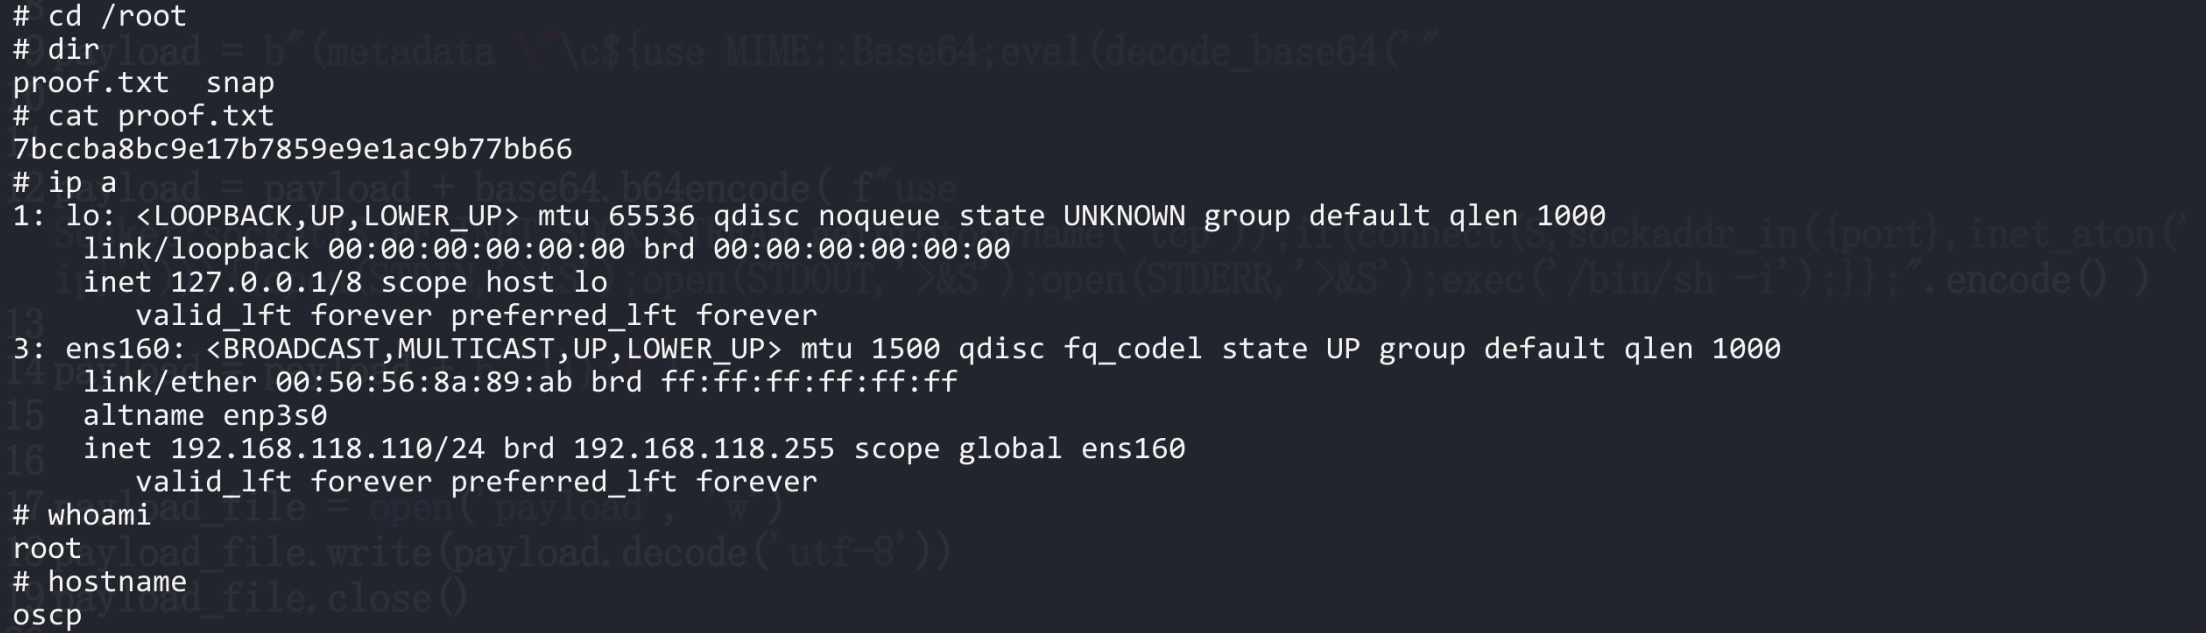 # cd /root
# dir
proof.txt  snap
# cat proof.txt
7bccba8bc9e17b7859e9e1ac9b77bb66
# ip a
1: lo: <LOOPBACK,UP,LOWER_UP> mtu 65536 qdisc noqueue state UNKNOWN group default qlen 1000
    link/loopback 00:00:00:00:00:00 brd 00:00:00:00:00:00
    inet 127.0.0.1/8 scope host lo
       valid_lft forever preferred_lft forever
3: ens160: <BROADCAST,MULTICAST,UP,LOWER_UP> mtu 1500 qdisc fq_codel state UP group default qlen 1000
    link/ether 00:50:56:8a:89:ab brd ff:ff:ff:ff:ff:ff
    altname enp3s0
    inet 192.168.118.110/24 brd 192.168.118.255 scope global ens160
       valid_lft forever preferred_lft forever
# whoami
root
# hostname
oscp